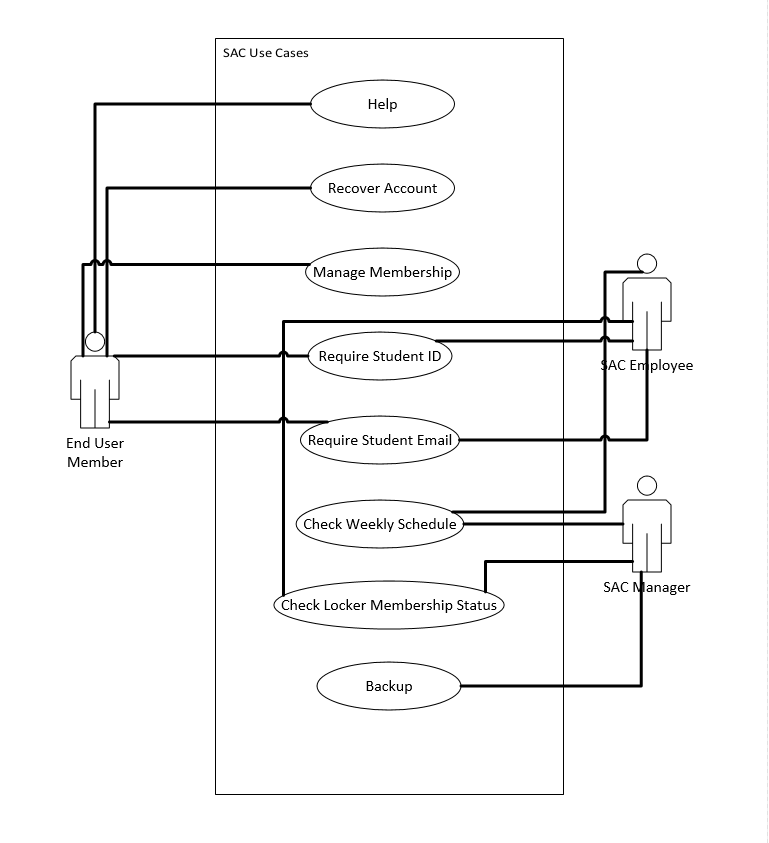 SAC Use Cases
Help
Recover Account
Manage Membership
Require Student ID
SAC Employee
Require Student Email
End User
Member
Check Weekly Schedule
SAC Manager
Check Locker Membership Status
Backup